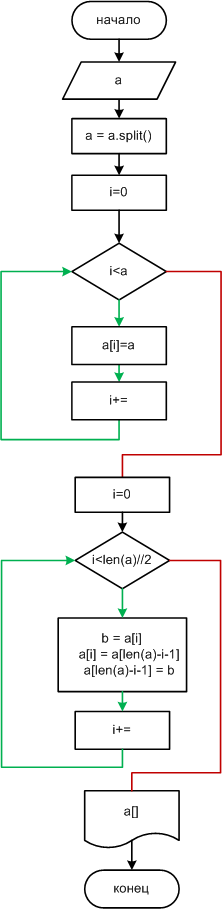 начало
a
a = a.split()
i=0
i<a
a[i]=a
i+=
i=0
i<len(a)//2
b = a[i]
a[i] = a[len(a)-i-1]
a[len(a)-i-1] = b
i+=
a[]
конец